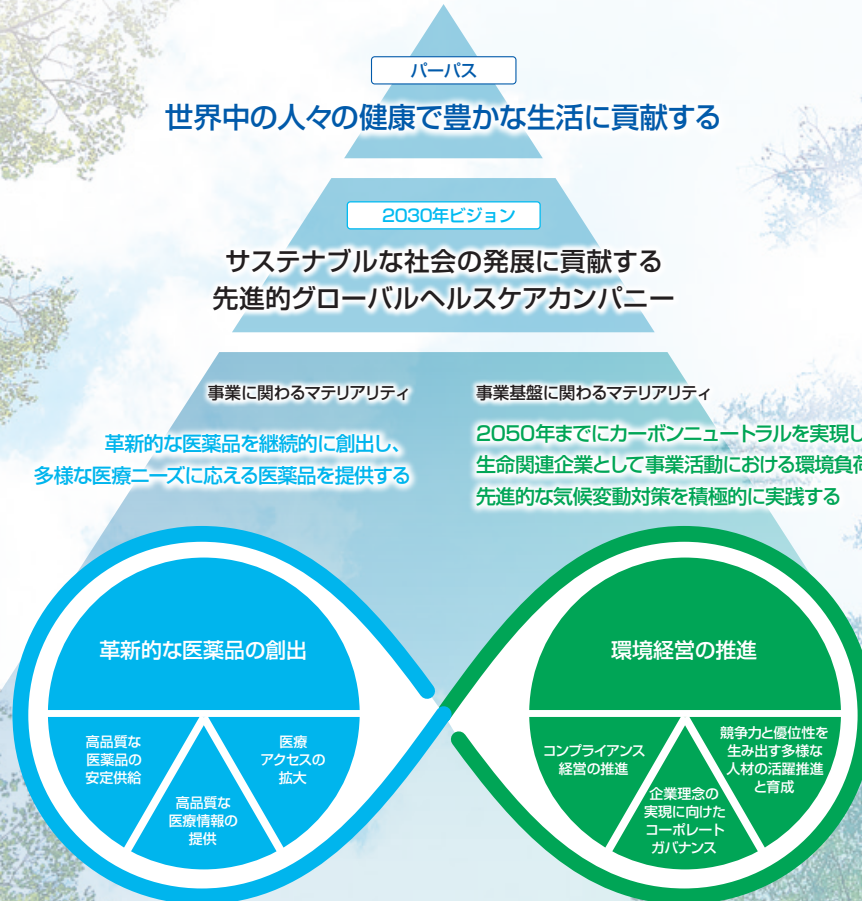 パーパス
世界中の人々の健康で豊かな生活に貢献する
2030年ビジョン
サステナブルな社会の発展に貢献する
先進的グローバルヘルスケアカンパニー
事業に関わるマテリアリティ
革新的な医薬品を継続的に創出し、
多様な医療ニーズに応える医薬品を提供する
事業基盤に関わるマテリアリティ
2050年までにカーボンニュートラルを実現し
生命関連企業として事業活動における環境負荷
先進的な気候変動対策を積極的に実践する
革新的な医薬品の創出
高品質な
医薬品の
安定供給
高品質な
医療情報の
提供
医療
アクセスの
拡大
環境経営の推進
コンプライアンス
経営の推進
企業理念の
実現に向けた
コーポレート
ガバナンス
競争力と優位性を
生み出す多様な
人材の活躍推進
と育成